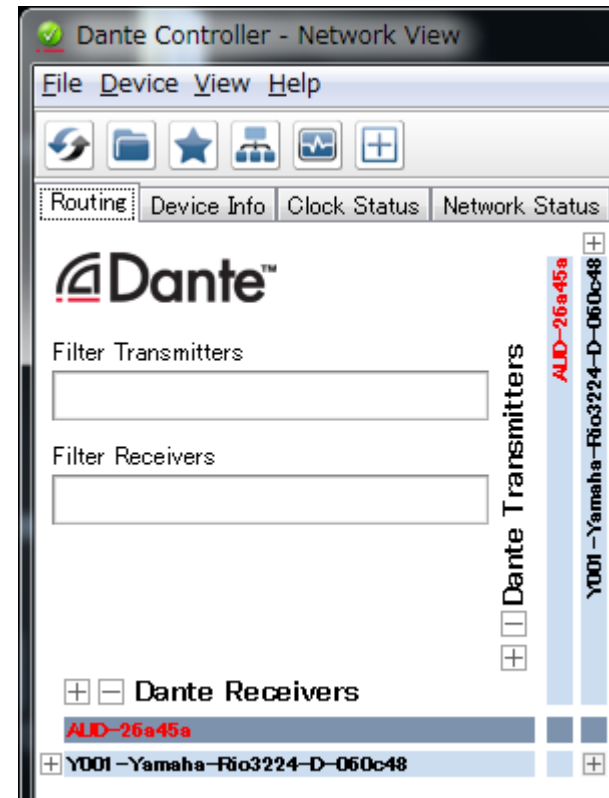 Dante Controller - Network View
File Device View Help
Routing
Device Info
Clock Status
Network Status
Dante™
Filter Transmitters
Filter Receivers
Dante Transmitters
AUD-26a45a
Y001-Yamaha-Rio3224-D-060c48
Dante Receivers
AUD-26a45a
Y001-Yamaha-Rio3224-D-060c48